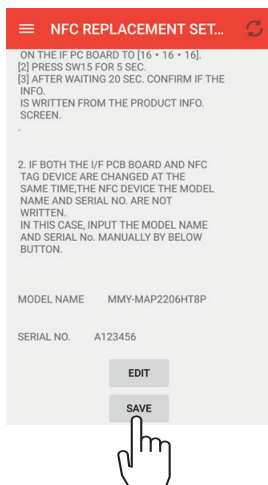 NFC REPLACEMENT SET...
ON THE IF PC BOARD TO [16 • 16 • 16].
[2] PRESS SW15 FOR 5 SEC.
[3] AFTER WAITING 20 SEC. CONFIRM IF THE
INFO.
IS WRITTEN FROM THE PRODUCT INFO.
SCREEN.
.
2. IF BOTH THE I/F PCB BOARD AND NFC
TAG DEVICE ARE CHANGED AT THE
SAME TIME,THE NFC DEVICE THE MODEL
NAME AND SERIAL NO. ARE NOT
WRITTEN.
IN THIS CASE, INPUT THE MODEL NAME
AND SERIAL No. MANUALLY BY BELOW
BUTTON.
MODEL NAME MMY-MAP2206HT8P
SERIAL NO. A123456
EDIT
SAVE